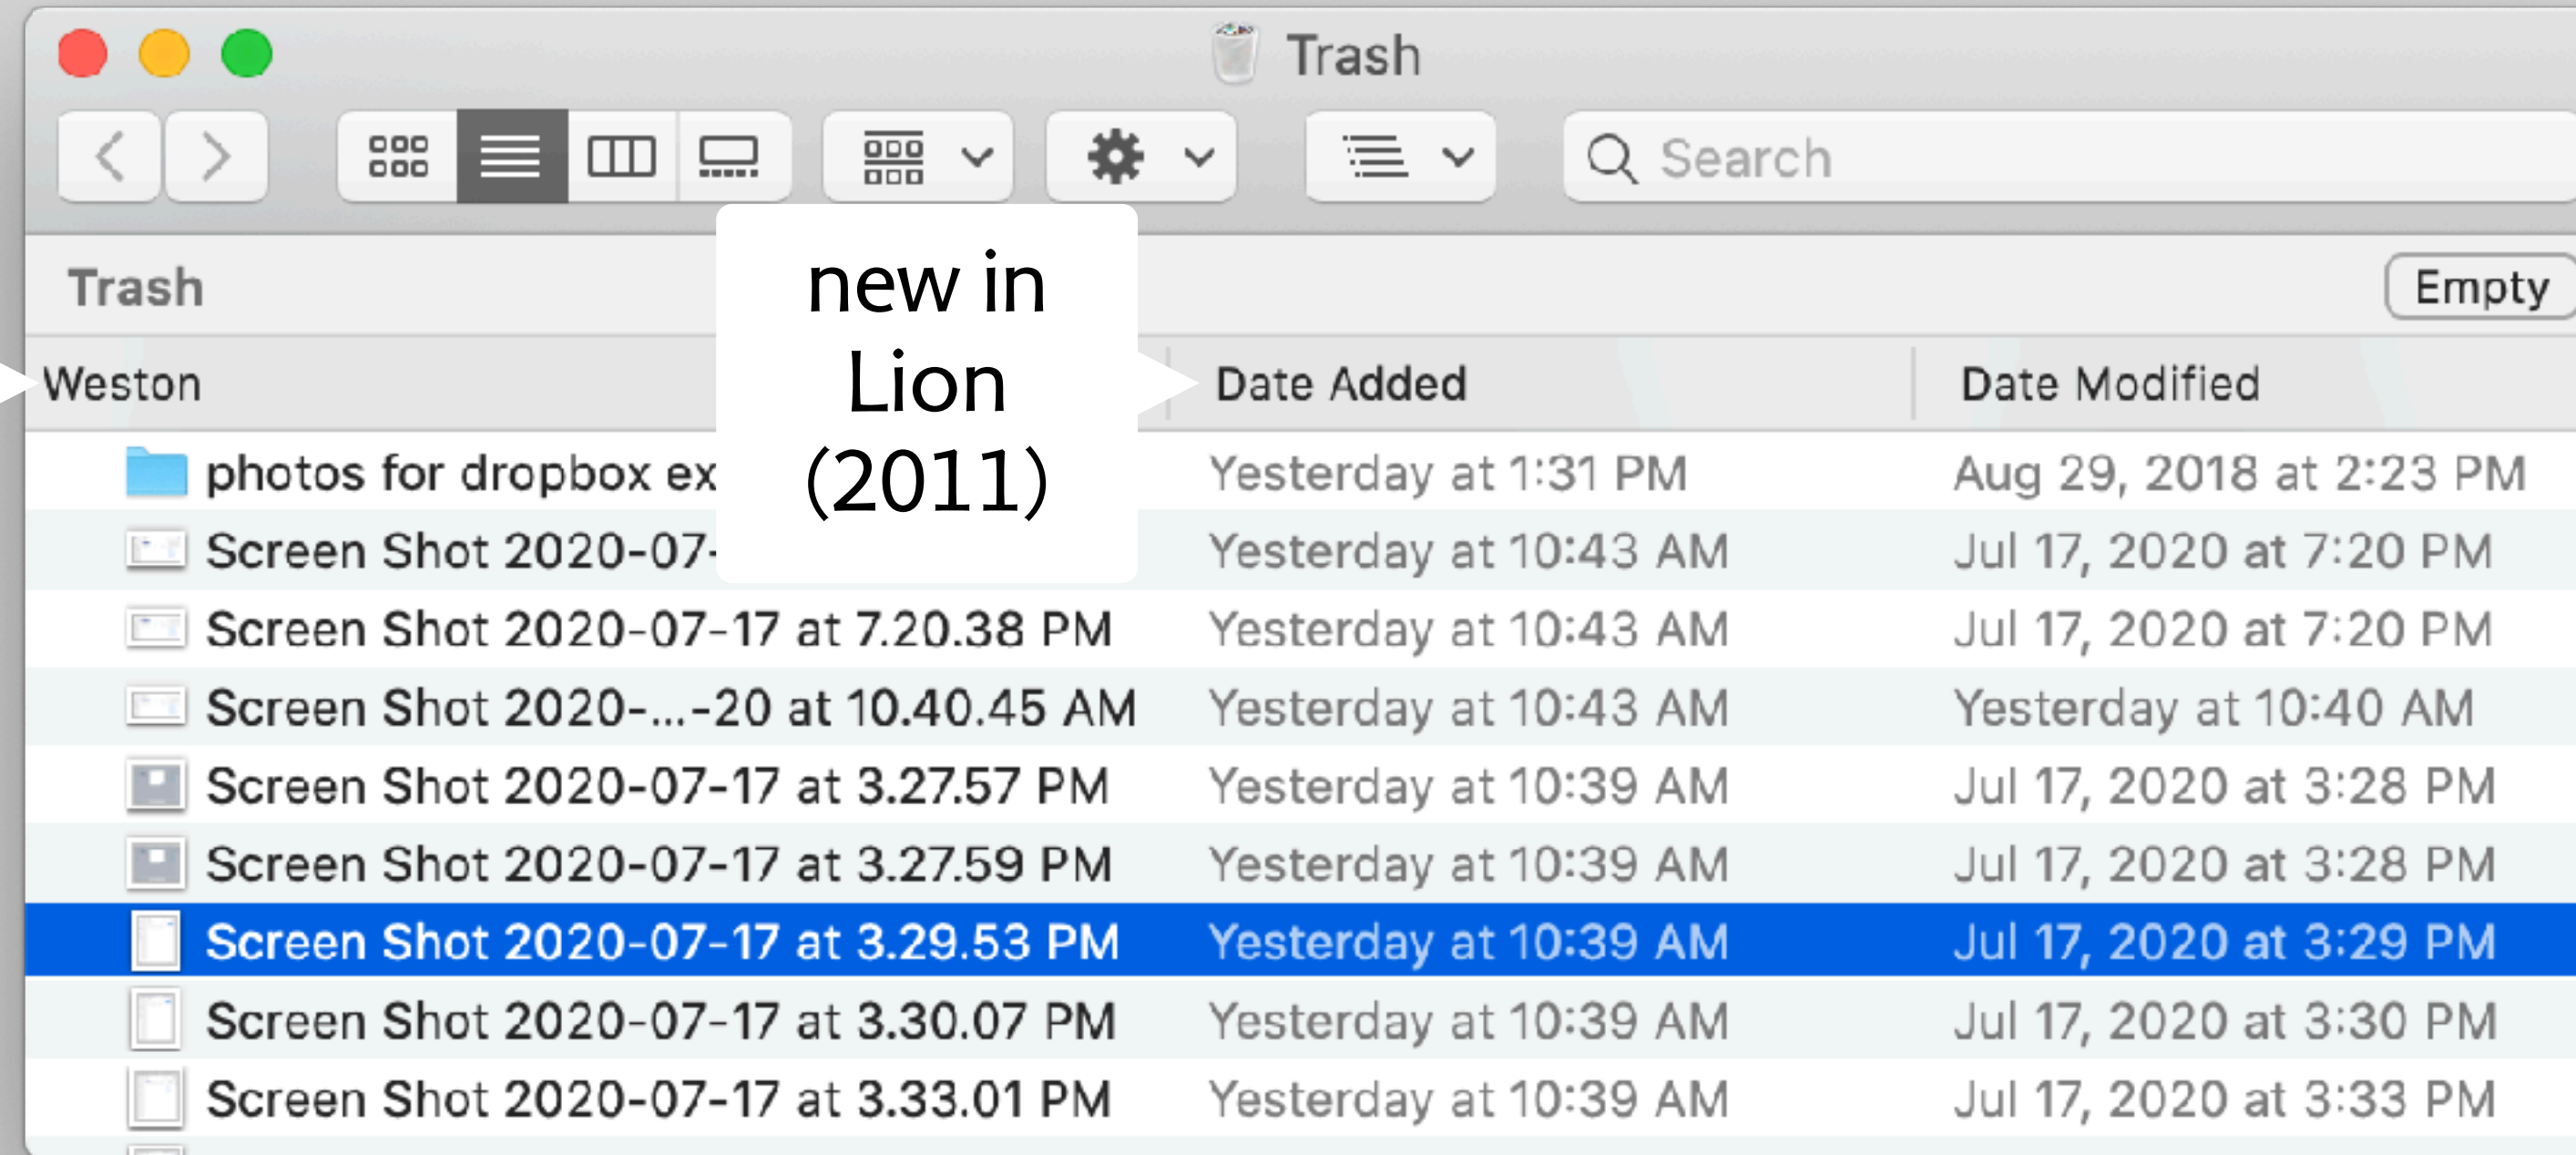 Trash
Search
Trash
Empty
Weston
Date Added
Date Modified
new in
Lion
(2011)
photos for dropbox ex
Yesterday at 1:31 PM
Aug 29, 2018 at 2:23 PM
Screen Shot 2020-07-
Yesterday at 10:43 AM
Jul 17, 2020 at 7:20 PM
Screen Shot 2020-07-17 at 7.20.38 PM
Yesterday at 10:43 AM
Jul 17, 2020 at 7:20 PM
Screen Shot 2020-...-20 at 10.40.45 AM
Yesterday at 10:43 AM
Yesterday at 10:40 AM
Screen Shot 2020-07-17 at 3.27.57 PM
Yesterday at 10:39 AM
Jul 17, 2020 at 3:28 PM
Screen Shot 2020-07-17 at 3.27.59 PM
Yesterday at 10:39 AM
Jul 17, 2020 at 3:28 PM
Screen Shot 2020-07-17 at 3.29.53 PM
Yesterday at 10:39 AM
Jul 17, 2020 at 3:29 PM
Screen Shot 2020-07-17 at 3.30.07 PM
Yesterday at 10:39 AM
Jul 17, 2020 at 3:30 PM
Screen Shot 2020-07-17 at 3.33.01 PM
Yesterday at 10:39 AM
Jul 17, 2020 at 3:33 PM